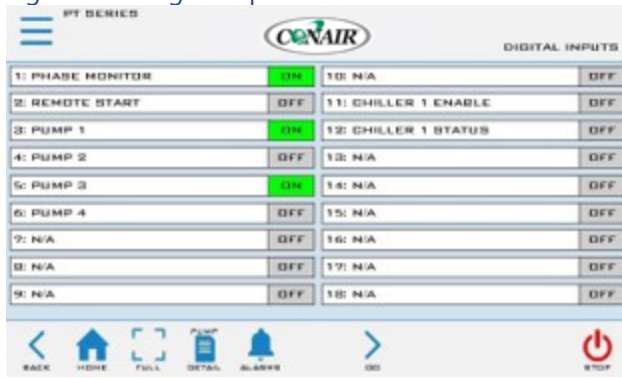 PT SERIES
CONAIR
DIGITAL INPUTS
1: PHASE MONITOR ON
2: REMOTE START OFF
3: PUMP 1 ON
4: PUMP 2 OFF
5: PUMP 3 ON
6: PUMP 4 OFF
7: N/A OFF
8: N/A OFF
9: N/A OFF
10: N/A OFF
11: CHILLER 1 ENABLE OFF
12: CHILLER 1 STATUS OFF
13: N/A OFF
14: N/A OFF
15: N/A OFF
16: N/A OFF
17: N/A OFF
18: N/A OFF
BACK
HOME
FULL
PUMP
DETAIL
ALARMS
GO
STOP